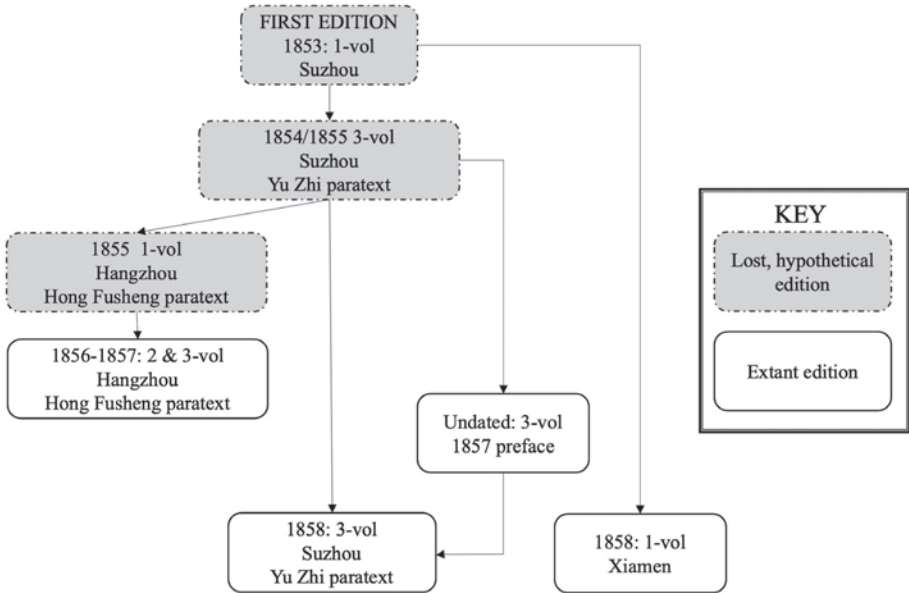 FIRST EDITION
1853: 1-vol
Suzhou
1854/1855 3-vol
Suzhou
Yu Zhi paratext
1855 1-vol
Hangzhou
Hong Fusheng paratext
1856-1857: 2 & 3-vol
Hangzhou
Hong Fusheng paratext
Undated: 3-vol
1857 preface
1858: 3-vol
Suzhou
Yu Zhi paratext
1858: 1-vol
Xiamen
KEY
Lost, hypothetical
edition
Extant edition